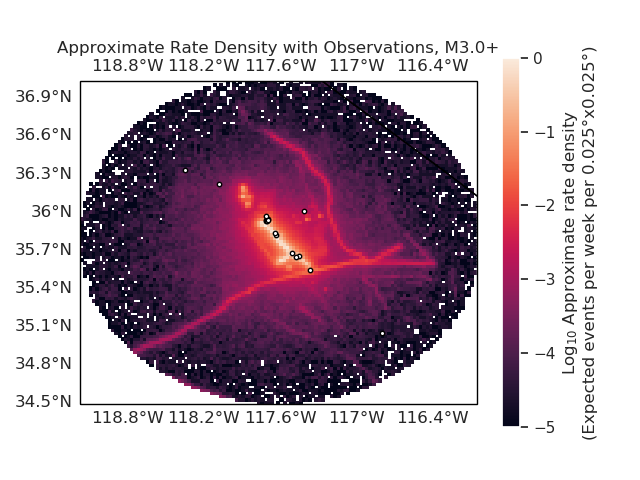 Approximate Rate Density with Observations, M3.0+
118.8°W 118.2°W 117.6°W 117°W 116.4°W
36.9°N
36.6°N
36.3°N
36°N
35.7°N
35.4°N
35.1°N
34.8°N
34.5°N
118.8°W 118.2°W 117.6°W 117°W 116.4°W
0
−1
−2
−3
−4
−5
Log₁₀ Approximate rate density
(Expected events per week per 0.025°x0.025°)